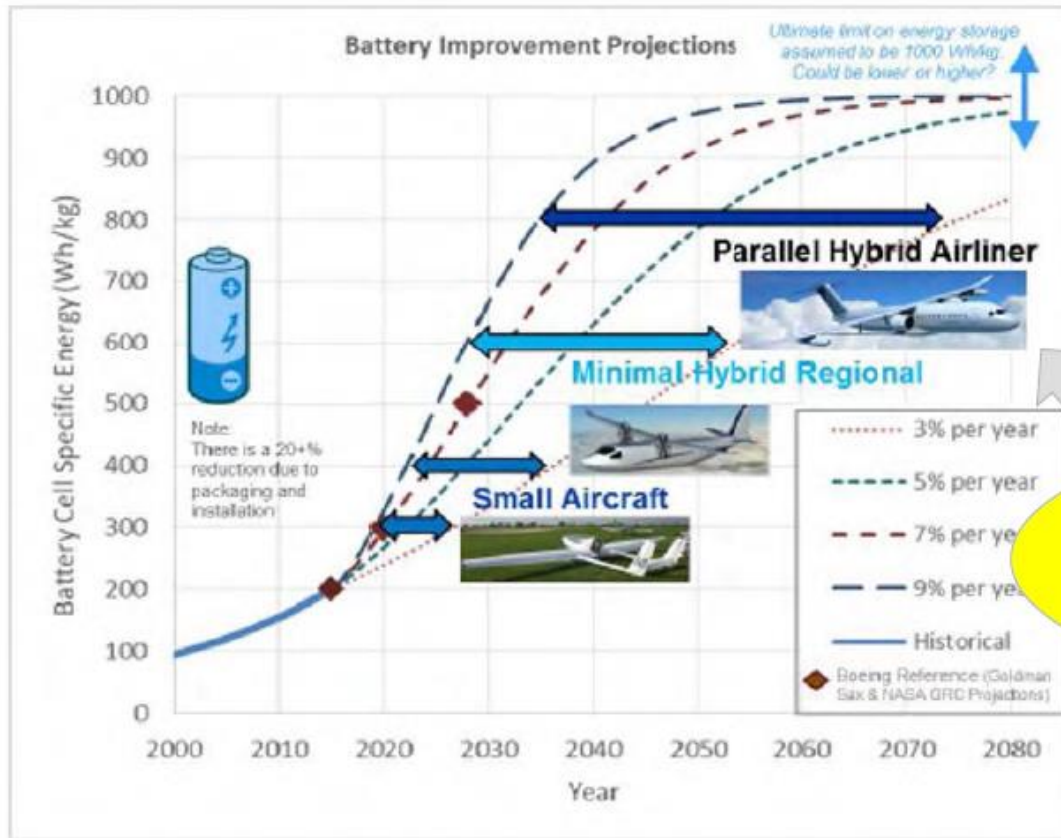 Battery Improvement Projections
Ultimate limit on energy storage
assumed to be 1000 Wh/kg.
Could be lower or higher?
Battery Cell Specific Energy (Wh/kg)
1000
900
800
700
600
500
400
300
200
100
0
Parallel Hybrid Airliner
Minimal Hybrid Regional
Small Aircraft
Note:
There is a 20+%
reduction due to
packaging and
installation
3% per year
5% per year
7% per ye
9% per ye
Historical
Boeing Reference (Goldman
Sax & NASA GRC Projections)
2000 2010 2020 2030 2040 2050 2060 2070 2080
Year